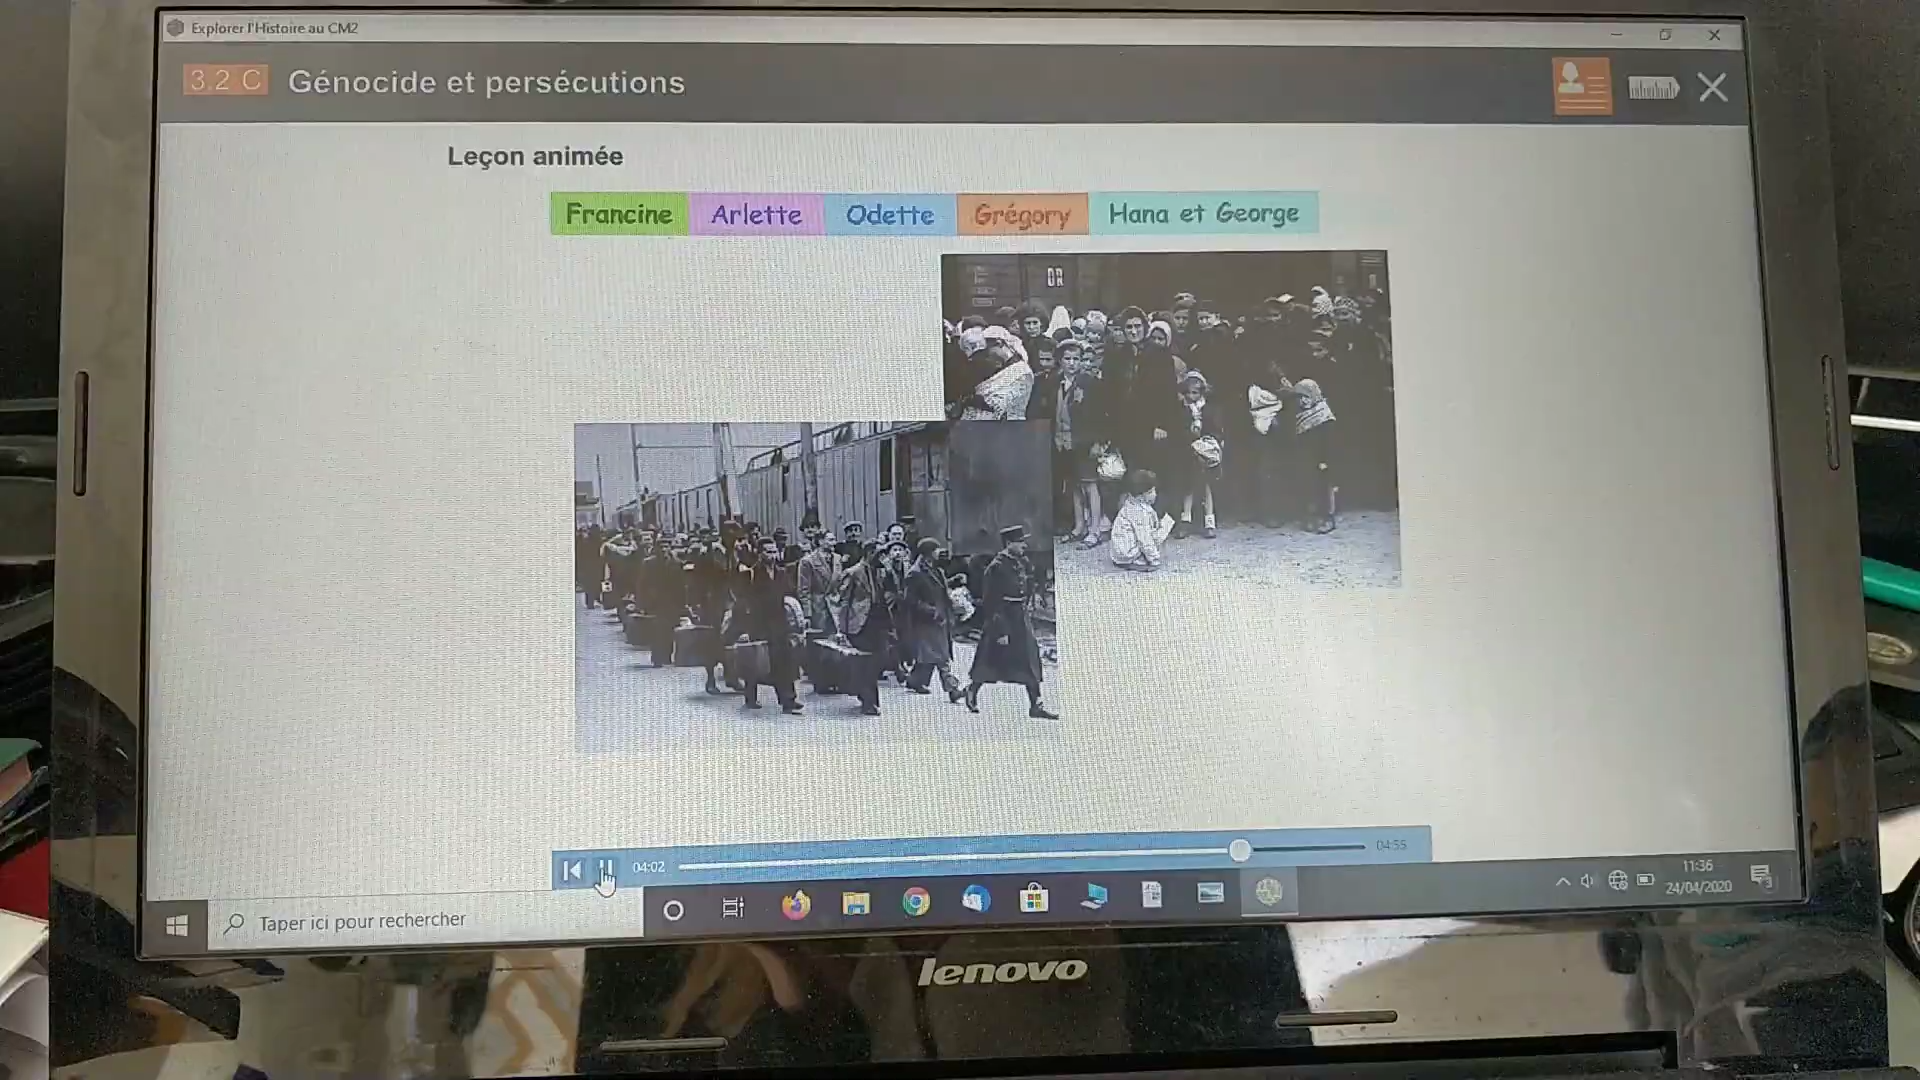 Explorer l'Histoire au CM2
3.2 C Génocide et persécutions
Leçon animée
Francine Arlette Odette Grégory Hana et George
DR
04:02
04:55
11:36
24/04/2020
3
Taper ici pour rechercher
lenovo